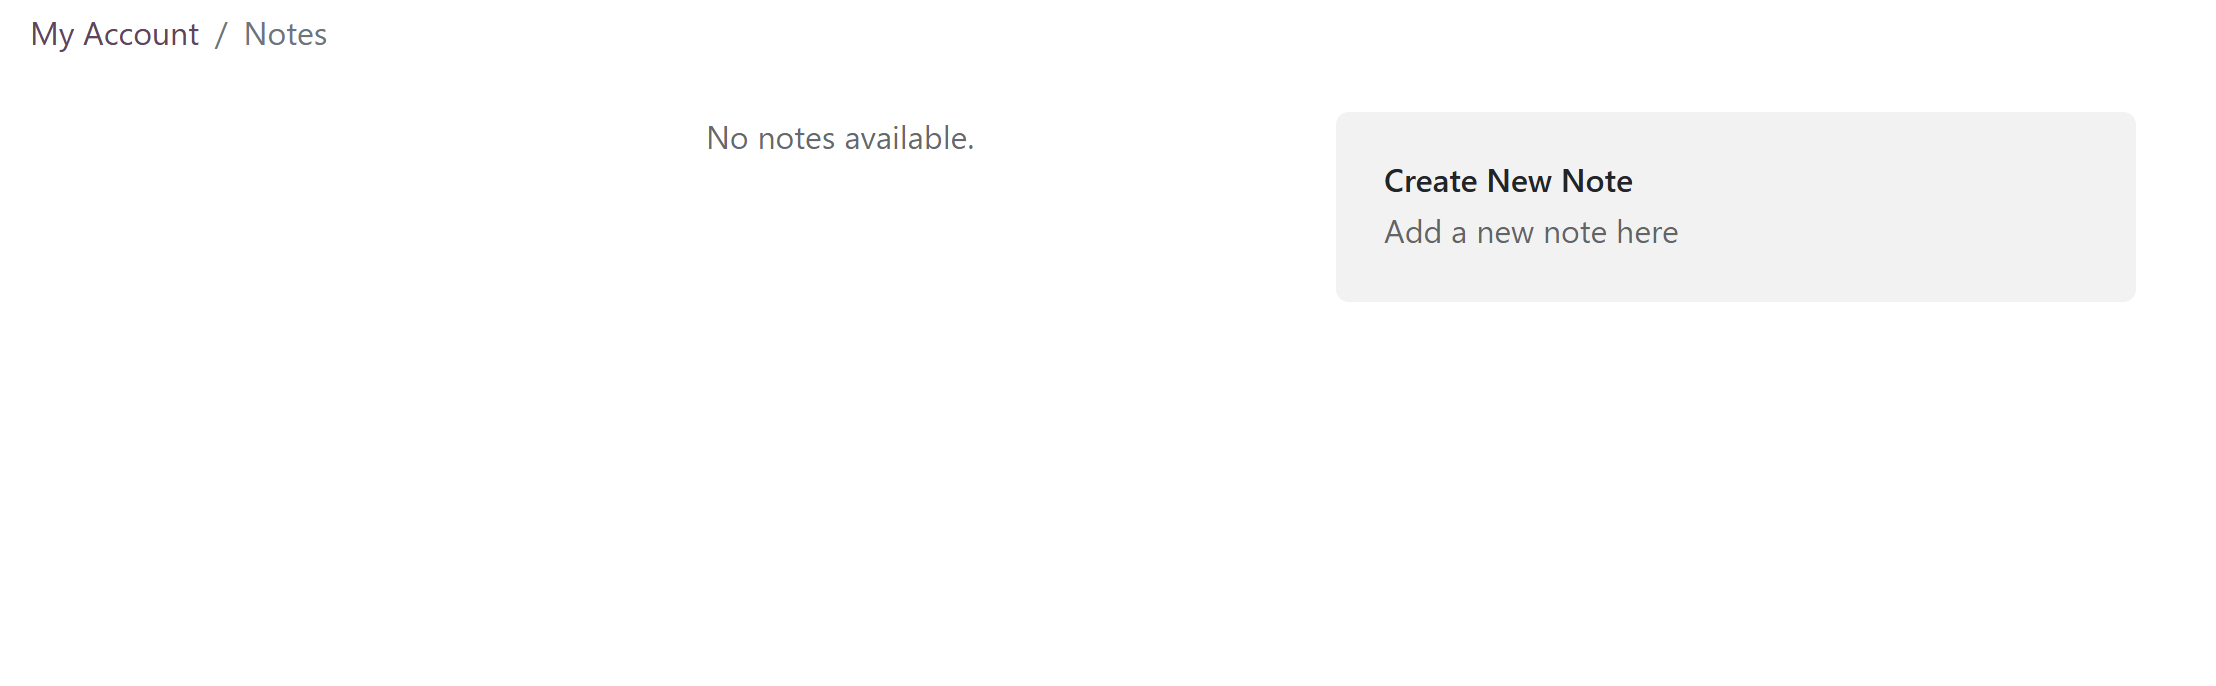 My Account / Notes
No notes available.
Create New Note
Add a new note here